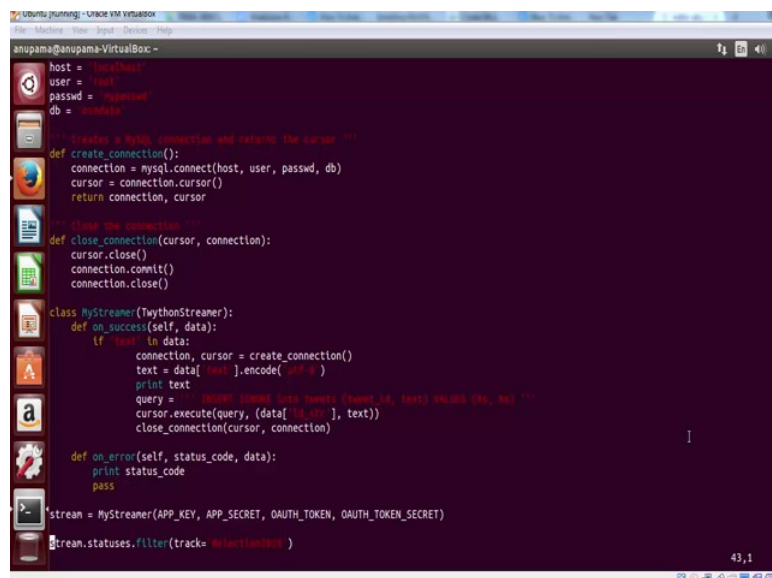 Ubuntu [Running] - Oracle VM VirtualBox
File Machine View Input Devices Help
anupama@anupama-VirtualBox: ~
En
host = 'localhost'
user = 'root'
passwd = 'mypasswd'
db =
''' Creates a MySQL connection and returns the cursor '''
def create_connection():
connection = mysql.connect(host, user, passwd, db)
cursor = connection.cursor()
return connection, cursor
''' Close the connection '''
def close_connection(cursor, connection):
cursor.close()
connection.commit()
connection.close()
class MyStreamer(TwythonStreamer):
def on_success(self, data):
if 'text' in data:
connection, cursor = create_connection()
text = data['text'].encode('utf-8')
print text
query = ''' INSERT IGNORE into tweets (tweet_id, text) VALUES (%s, %s) '''
cursor.execute(query, (data['id_str'], text))
close_connection(cursor, connection)
def on_error(self, status_code, data):
print status_code
pass
stream = MyStreamer(APP_KEY, APP_SECRET, OAUTH_TOKEN, OAUTH_TOKEN_SECRET)
stream.statuses.filter(track=
43,1